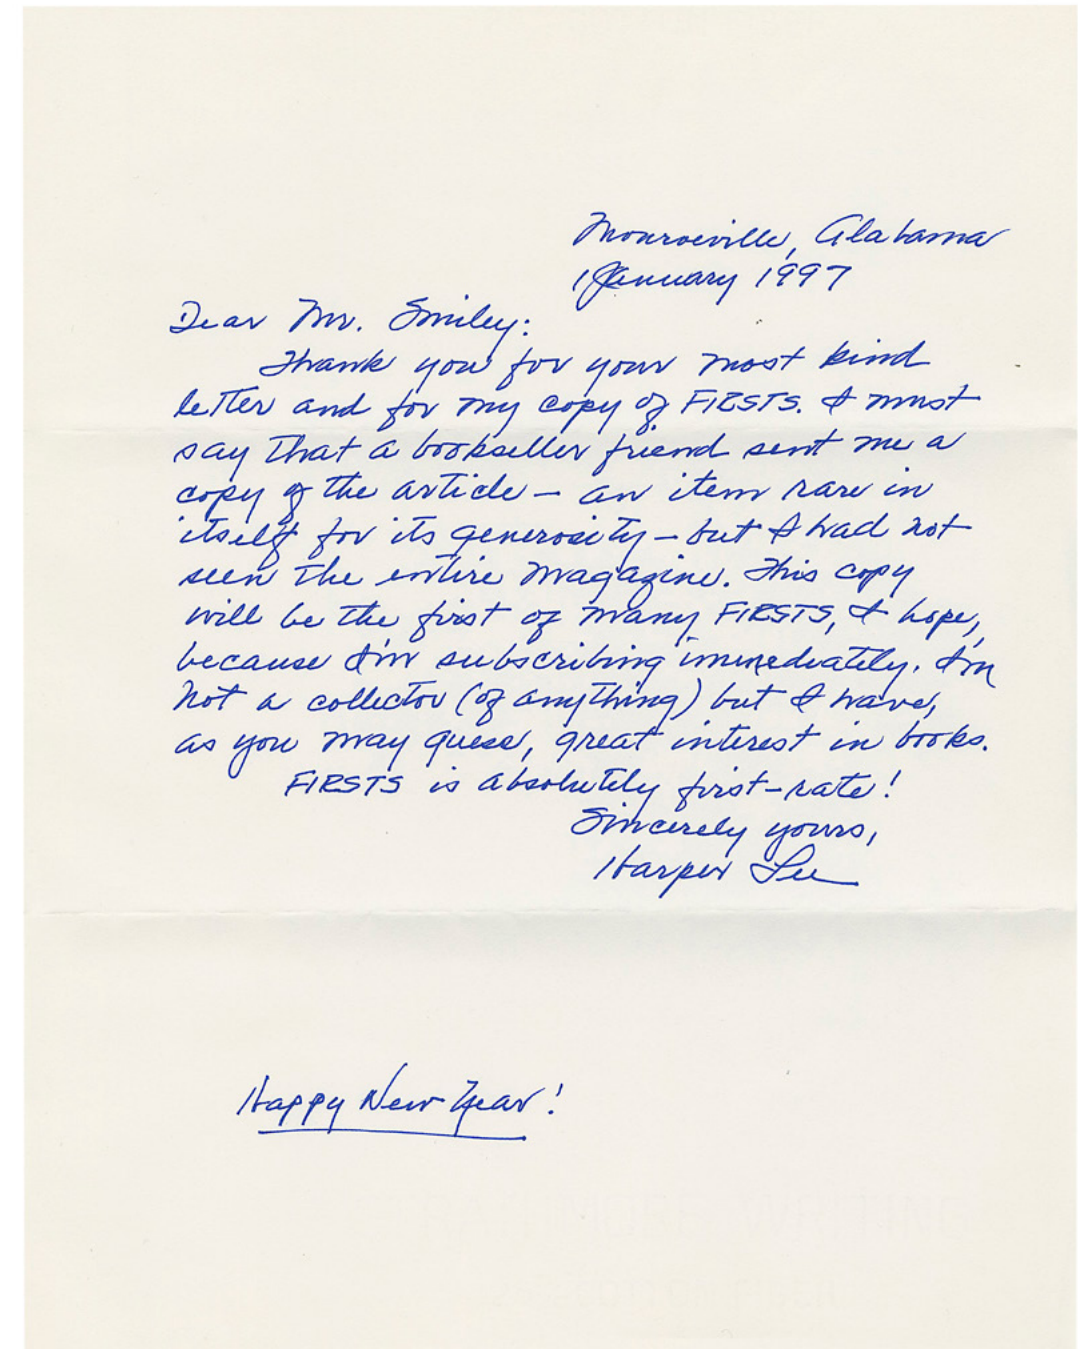 Monroeville, Alabama
1 January 1997
Dear Mr. Smiley:
Thank you for your most kind
letter and for my copy of FIRSTS. I must
say that a bookseller friend sent me a
copy of the article — an item rare in
itself for its generosity — but I had not
seen the entire magazine. This copy
will be the first of many FIRSTS, I hope,
because I'm subscribing immediately. I'm
not a collector (of anything) but I have,
as you may guess, great interest in books.
FIRSTS is absolutely first-rate!
Sincerely yours,
Harper Lee
Happy New Year!